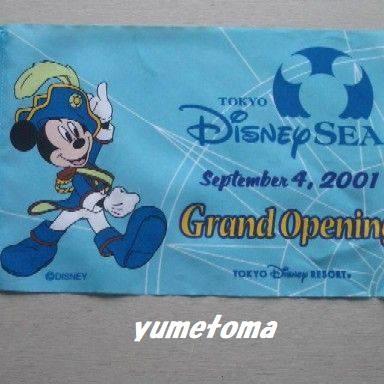 TOKYO
DISNEYSEA
September 4, 2001
Grand Opening
TOKYO Disney RESORT®
©DISNEY
yumetoma